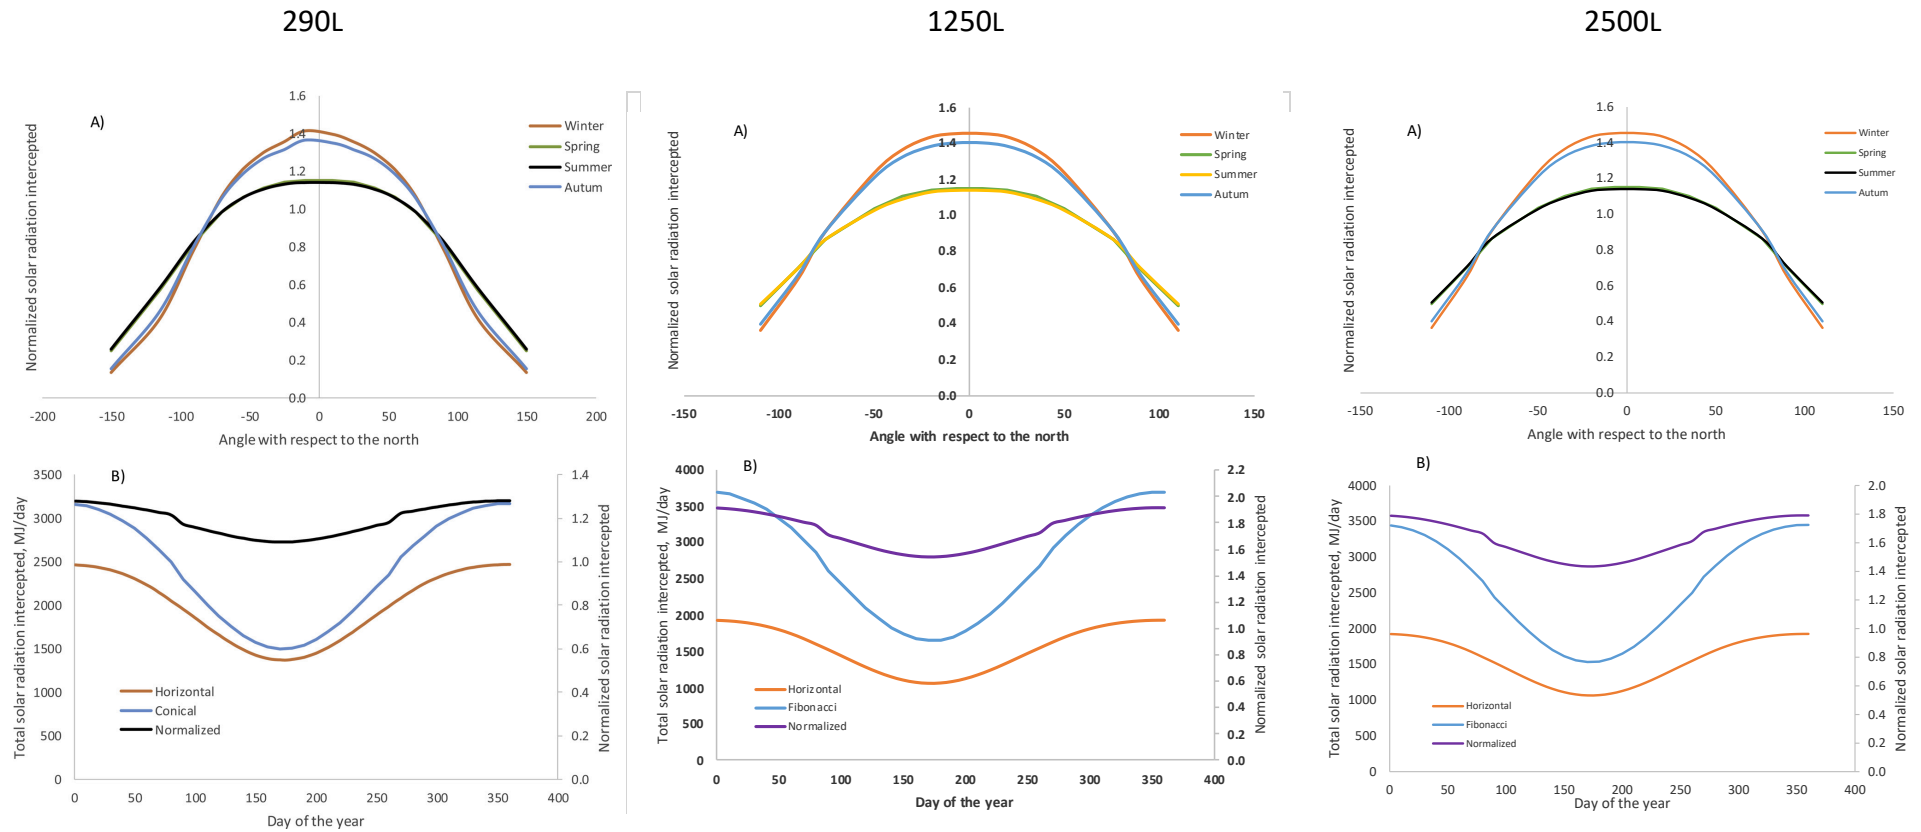 290L
1250L
2500L
A)
Normalized solar radiation intercepted
1.6
1.4
1.2
1.0
0.8
0.6
0.4
0.2
0.0
-200
-150
-100
-50
0
50
100
150
200
Angle with respect to the north
Winter
Spring
Summer
Autum
A)
Normalized solar radiation intercepted
1.6
1.4
1.2
1.0
0.8
0.6
0.4
0.2
0.0
-150
-100
-50
0
50
100
150
Angle with respect to the north
Winter
Spring
Summer
Autum
A)
Normalized solar radiation intercepted
1.6
1.4
1.2
1.0
0.8
0.6
0.4
0.2
0.0
-150
-100
-50
0
50
100
150
Angle with respect to the north
Winter
Spring
Summer
Autum
B)
Total solar radiation intercepted, MJ/day
3500
3000
2500
2000
1500
1000
500
0
0
50
100
150
200
250
300
350
400
Day of the year
1.4
1.2
1.0
0.8
0.6
0.4
0.2
0.0
Normalized solar radiation intercepted
Horizontal
Conical
Normalized
B)
Total solar radiation intercepted, MJ/day
4000
3500
3000
2500
2000
1500
1000
500
0
0
50
100
150
200
250
300
350
400
Day of the year
2.2
2.0
1.8
1.6
1.4
1.2
1.0
0.8
0.6
0.4
0.2
0.0
Normalized solar radiation intercepted
Horizontal
Fibonacci
Normalized
B)
Total solar radiation intercepted, MJ/day
4000
3500
3000
2500
2000
1500
1000
500
0
0
50
100
150
200
250
300
350
400
Day of the year
2.0
1.8
1.6
1.4
1.2
1.0
0.8
0.6
0.4
0.2
0.0
Normalized solar radiation intercepted
Horizontal
Fibonacci
Normalized